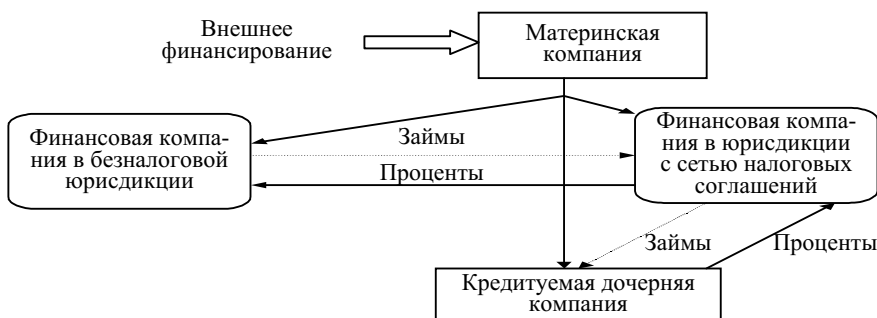 Внешнее
финансирование
Материнская
компания
Финансовая компа-
ния в безналоговой
юрисдикции
Займы
Проценты
Финансовая компа-
ния в юрисдикции
с сетью налоговых
соглашений
Займы
Проценты
Кредитуемая дочерняя
компания